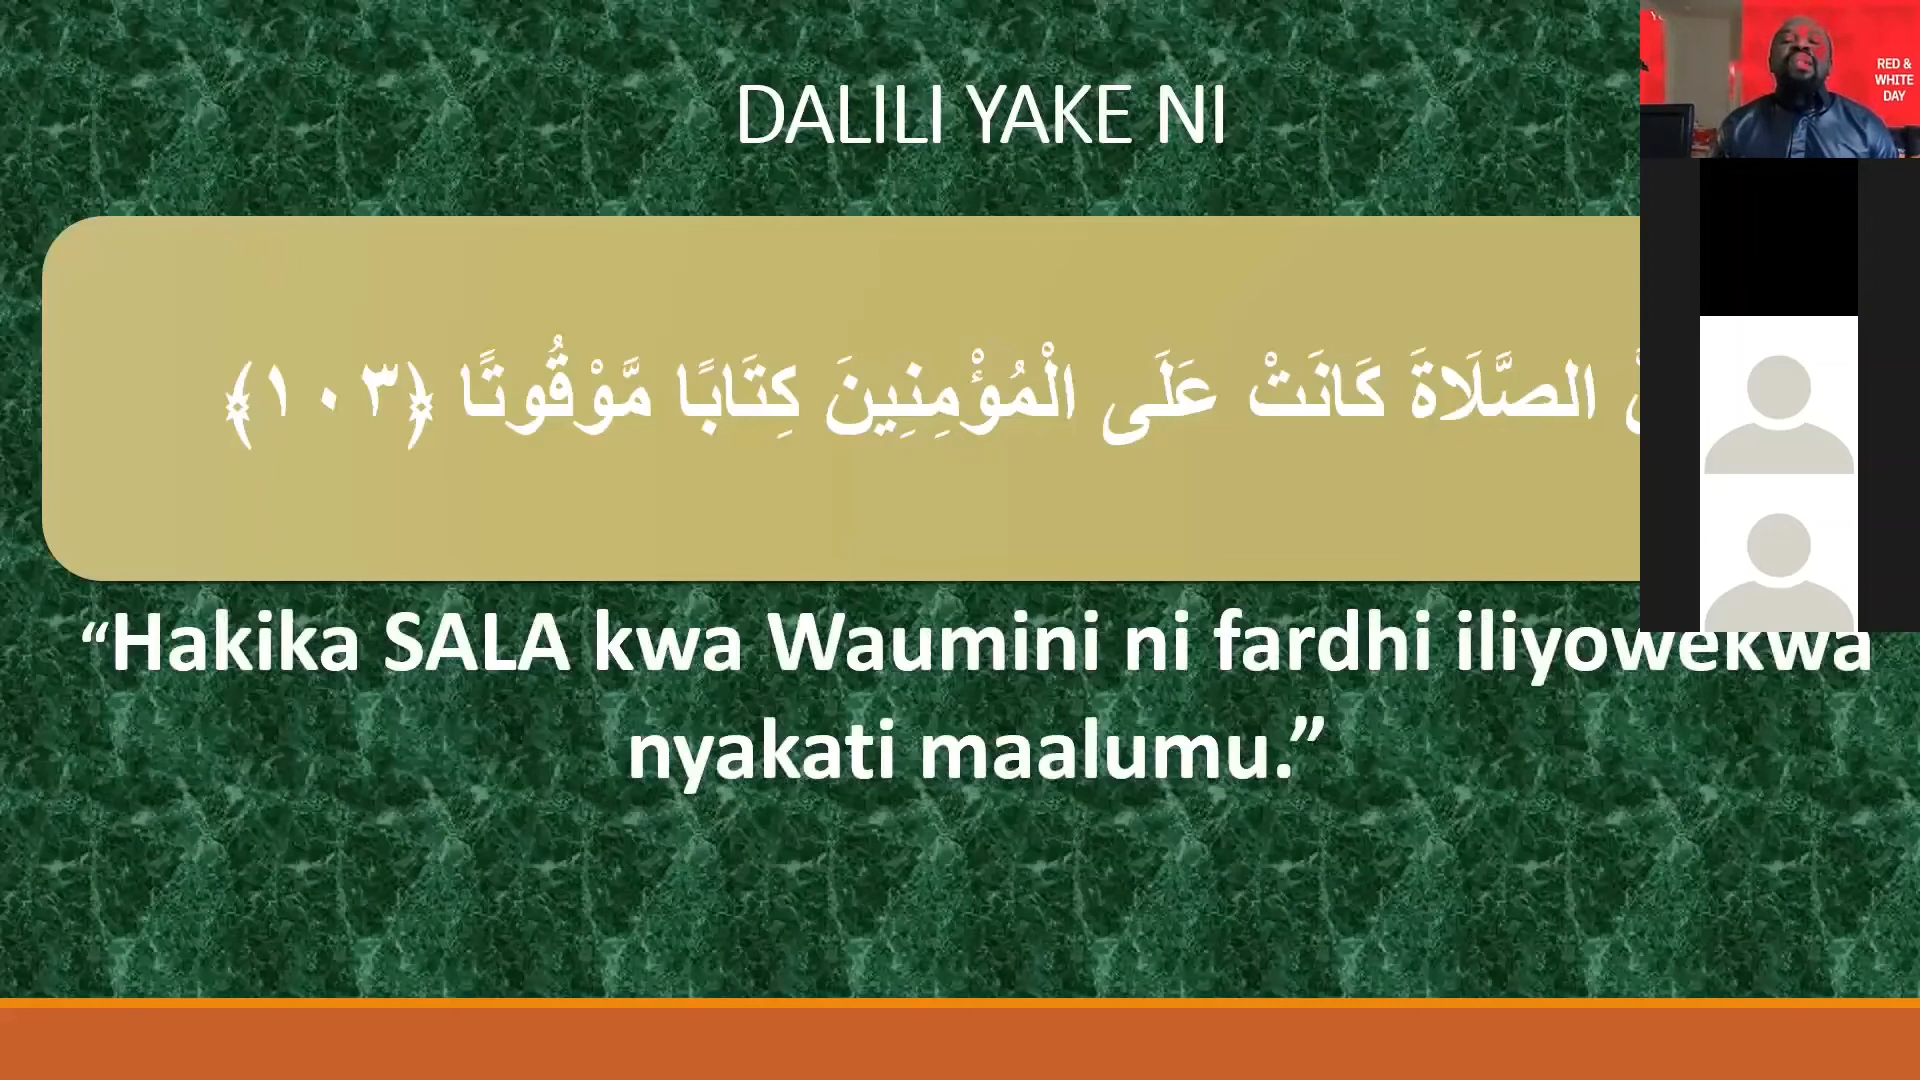 DALILI YAKE NI
الصَّلَاةَ كَانَتْ عَلَى الْمُؤْمِنِينَ كِتَابًا مَّوْقُوتًا ﴿١٠٣﴾
“Hakika SALA kwa Waumini ni fardhi iliyowekwa
nyakati maalumu.”
RED &
WHITE
DAY